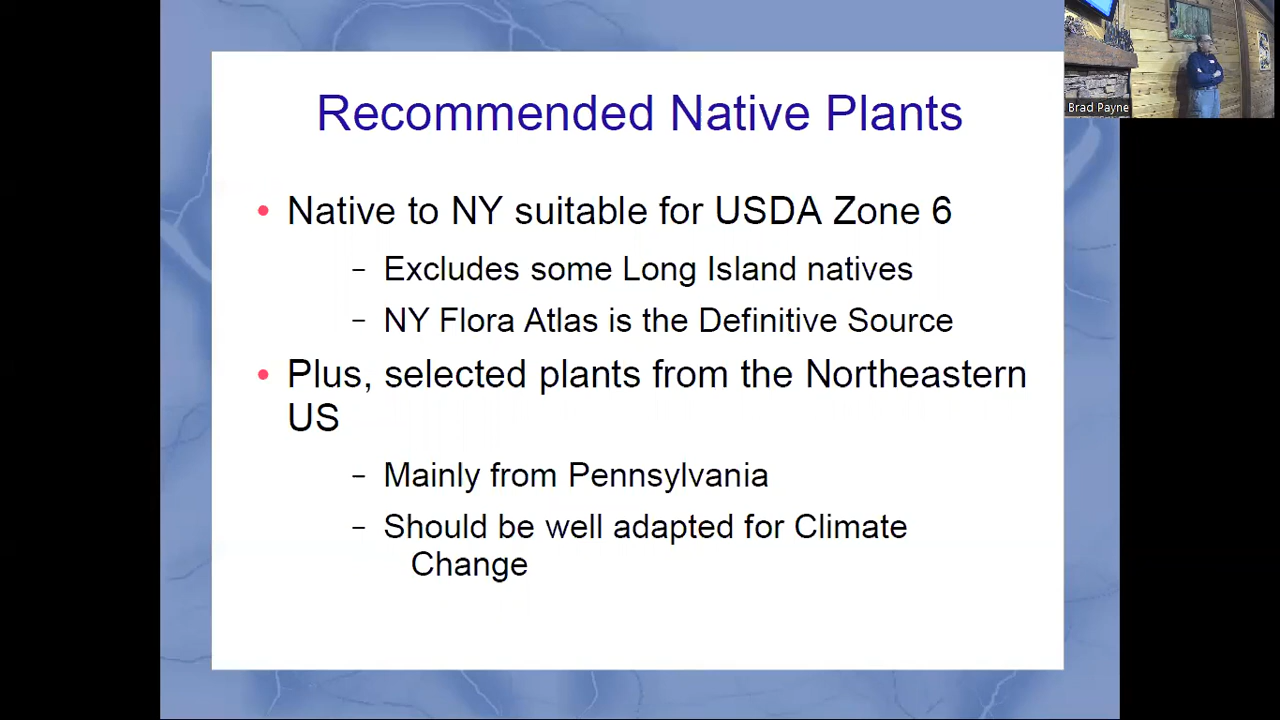 Recommended Native Plants
• Native to NY suitable for USDA Zone 6
– Excludes some Long Island natives
– NY Flora Atlas is the Definitive Source
• Plus, selected plants from the Northeastern
US
– Mainly from Pennsylvania
– Should be well adapted for Climate
Change
Brad Payne